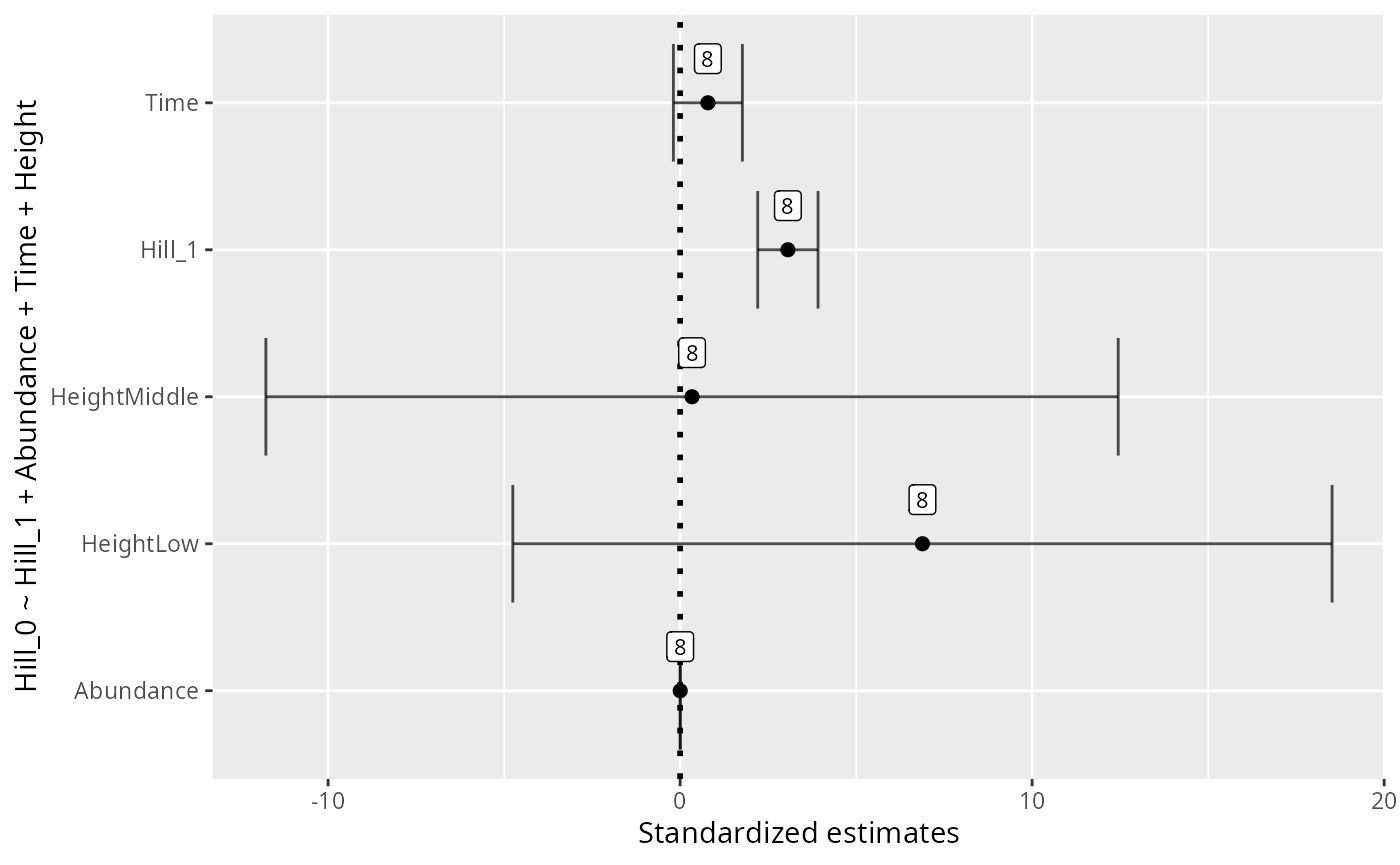 Hill_0 ~ Hill_1 + Abundance + Time + Height
Time
8
Hill_1
8
HeightMiddle
8
HeightLow
8
Abundance
8
-10 0 10 20
Standardized estimates